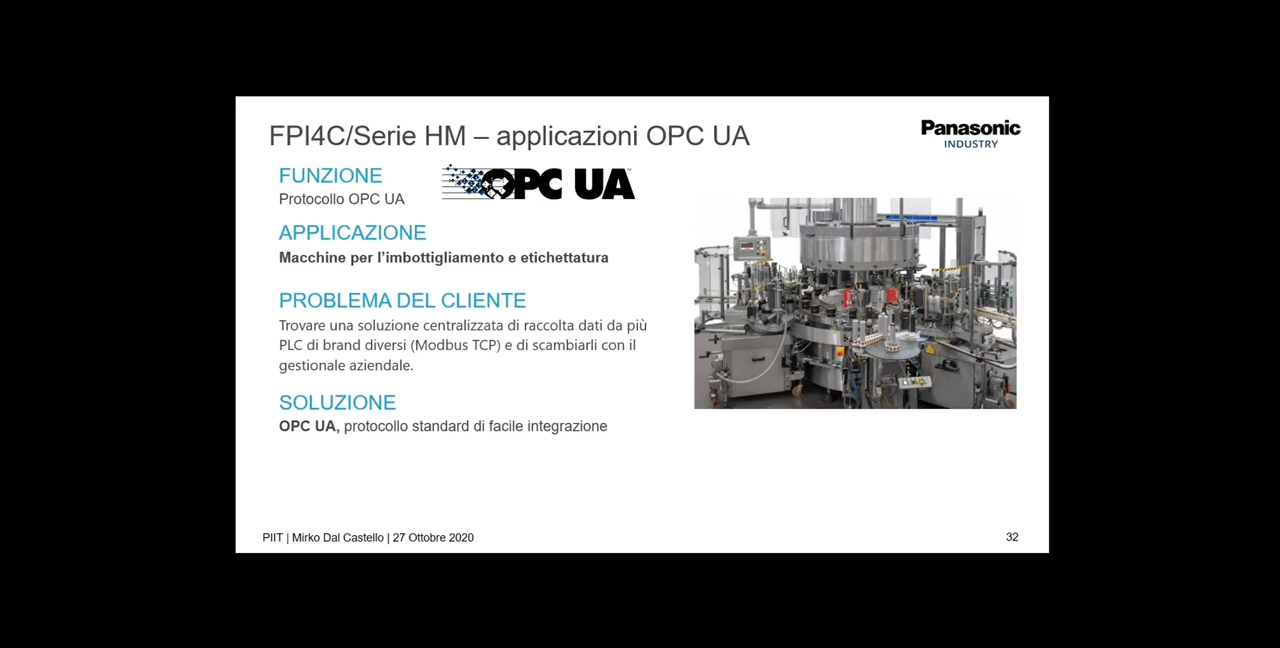 FPI4C/Serie HM – applicazioni OPC UA
Panasonic
INDUSTRY
FUNZIONE
Protocollo OPC UA
OPC UA
APPLICAZIONE
Macchine per l’imbottigliamento e etichettatura
PROBLEMA DEL CLIENTE
Trovare una soluzione centralizzata di raccolta dati da più
PLC di brand diversi (Modbus TCP) e di scambiarli con il
gestionale aziendale.
SOLUZIONE
OPC UA, protocollo standard di facile integrazione
PIIT | Mirko Dal Castello | 27 Ottobre 2020
32